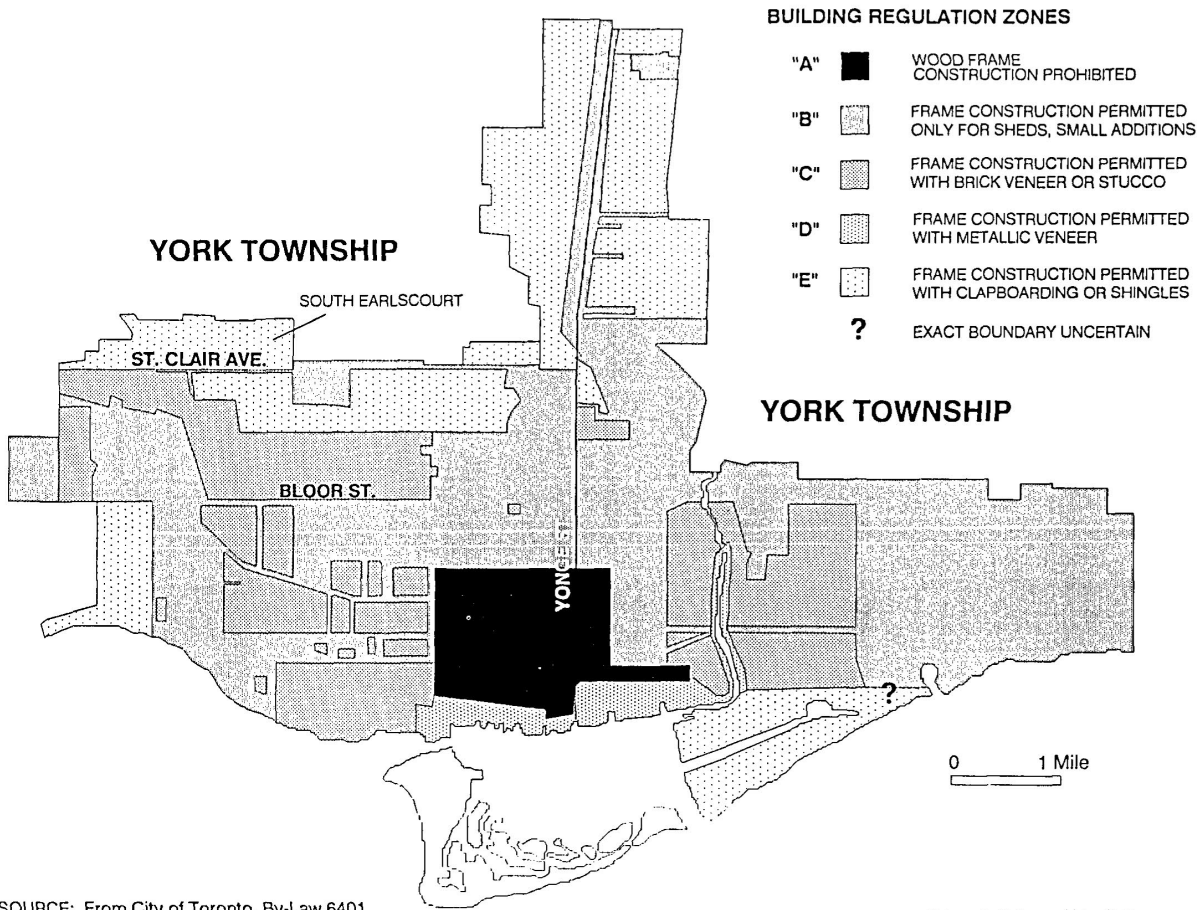 BUILDING REGULATION ZONES
"A" WOOD FRAME
CONSTRUCTION PROHIBITED
"B" FRAME CONSTRUCTION PERMITTED
ONLY FOR SHEDS, SMALL ADDITIONS
"C" FRAME CONSTRUCTION PERMITTED
WITH BRICK VENEER OR STUCCO
"D" FRAME CONSTRUCTION PERMITTED
WITH METALLIC VENEER
"E" FRAME CONSTRUCTION PERMITTED
WITH CLAPBOARDING OR SHINGLES
? EXACT BOUNDARY UNCERTAIN
YORK TOWNSHIP
SOUTH EARLSCOURT
ST. CLAIR AVE.
YORK TOWNSHIP
BLOOR ST.
YONGE ST.
?
0 1 Mile
SOURCE: From City of Toronto, By-Law 6401